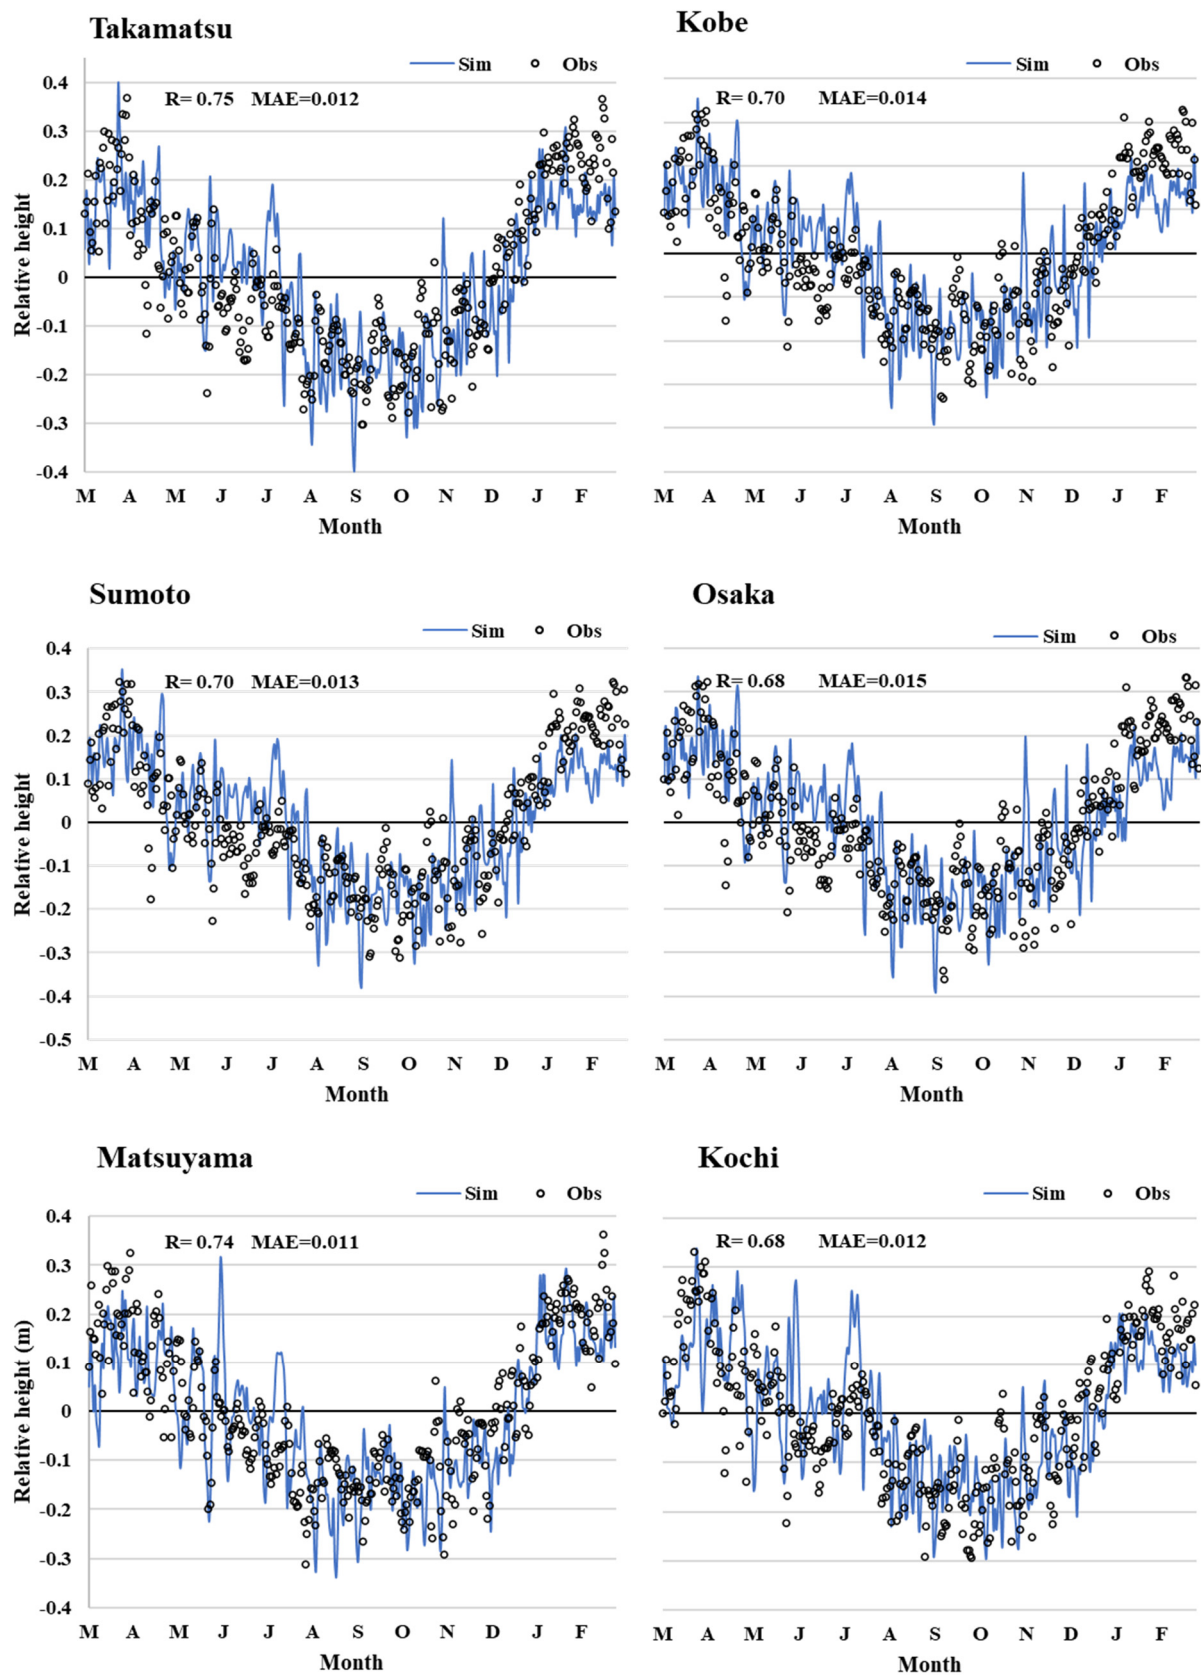 Takamatsu
Sim Obs
R= 0.75 MAE=0.012
Relative height
0.4
0.3
0.2
0.1
0
-0.1
-0.2
-0.3
-0.4
M A M J J A S O N D J F
Month
Kobe
Sim Obs
R= 0.70 MAE=0.014
M A M J J A S O N D J F
Month
Sumoto
Sim Obs
R= 0.70 MAE=0.013
Relative height
0.4
0.3
0.2
0.1
0
-0.1
-0.2
-0.3
-0.4
-0.5
M A M J J A S O N D J F
Month
Osaka
Sim Obs
R= 0.68 MAE=0.015
M A M J J A S O N D J F
Month
Matsuyama
Sim Obs
R= 0.74 MAE=0.011
Relative height (m)
0.4
0.3
0.2
0.1
0
-0.1
-0.2
-0.3
-0.4
M A M J J A S O N D J F
Month
Kochi
Sim Obs
R= 0.68 MAE=0.012
M A M J J A S O N D J F
Month